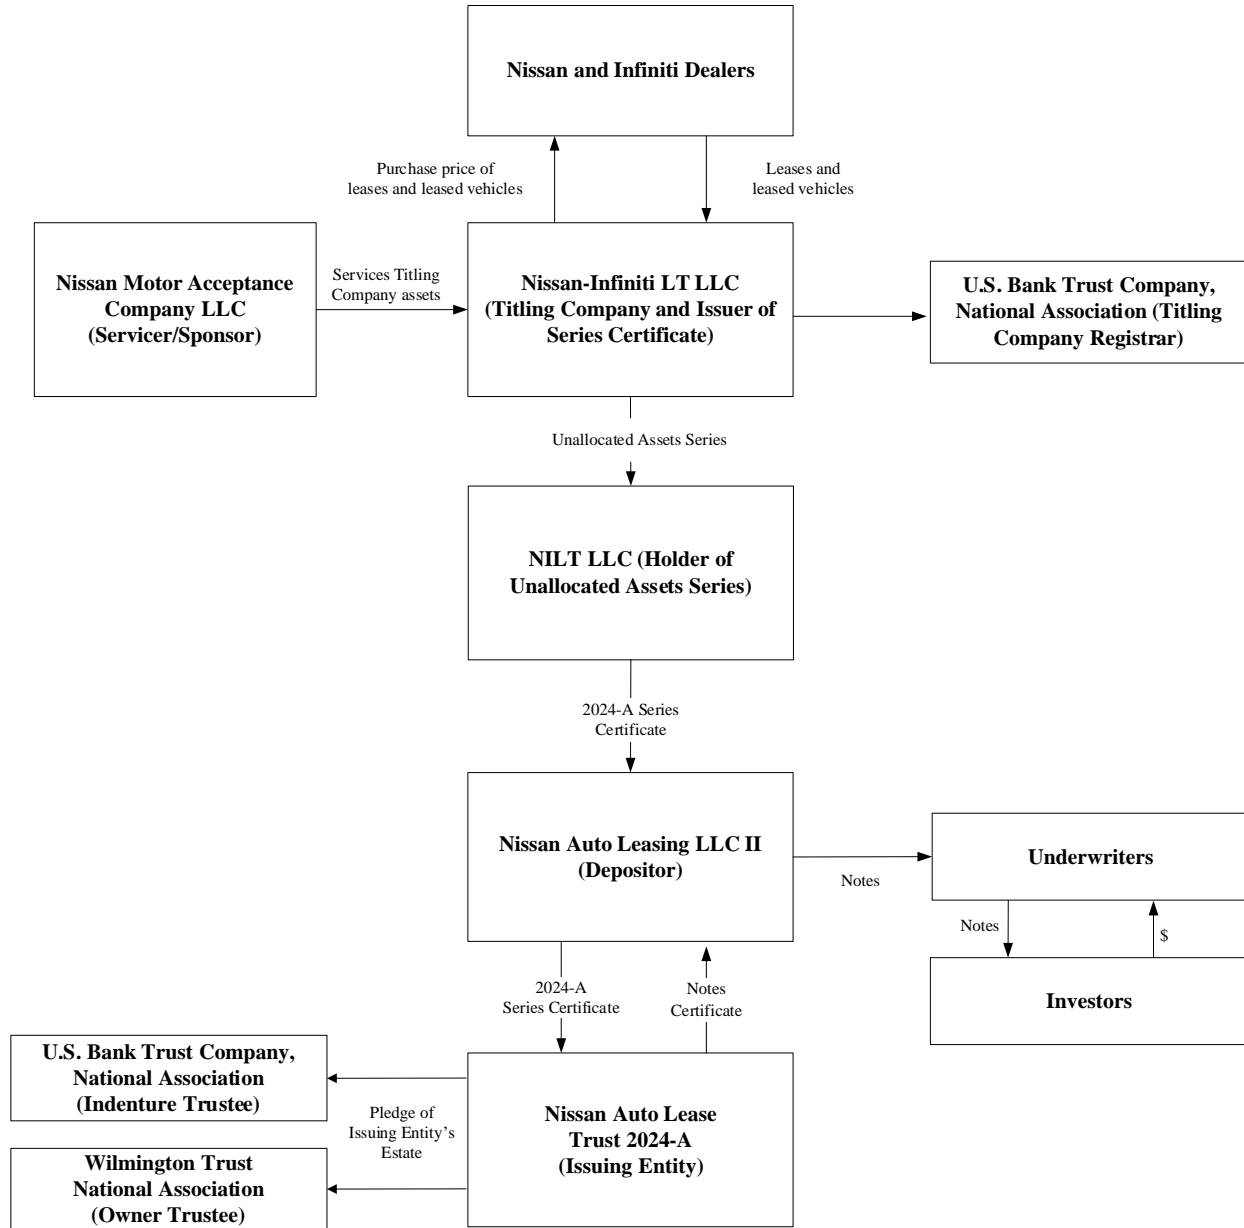 Nissan and Infiniti Dealers
Purchase price of
leases and leased vehicles
Leases and
leased vehicles
Nissan Motor Acceptance
Company LLC
(Servicer/Sponsor)
Services Titling
Company assets
Nissan-Infiniti LT LLC
(Titling Company and Issuer of
Series Certificate)
U.S. Bank Trust Company,
National Association (Titling
Company Registrar)
Unallocated Assets Series
NILT LLC (Holder of
Unallocated Assets Series)
2024-A Series
Certificate
Nissan Auto Leasing LLC II
(Depositor)
Notes
Underwriters
Notes
$
Investors
2024-A
Series Certificate
Notes
Certificate
U.S. Bank Trust Company,
National Association
(Indenture Trustee)
Pledge of
Issuing Entity’s
Estate
Nissan Auto Lease
Trust 2024-A
(Issuing Entity)
Wilmington Trust
National Association
(Owner Trustee)